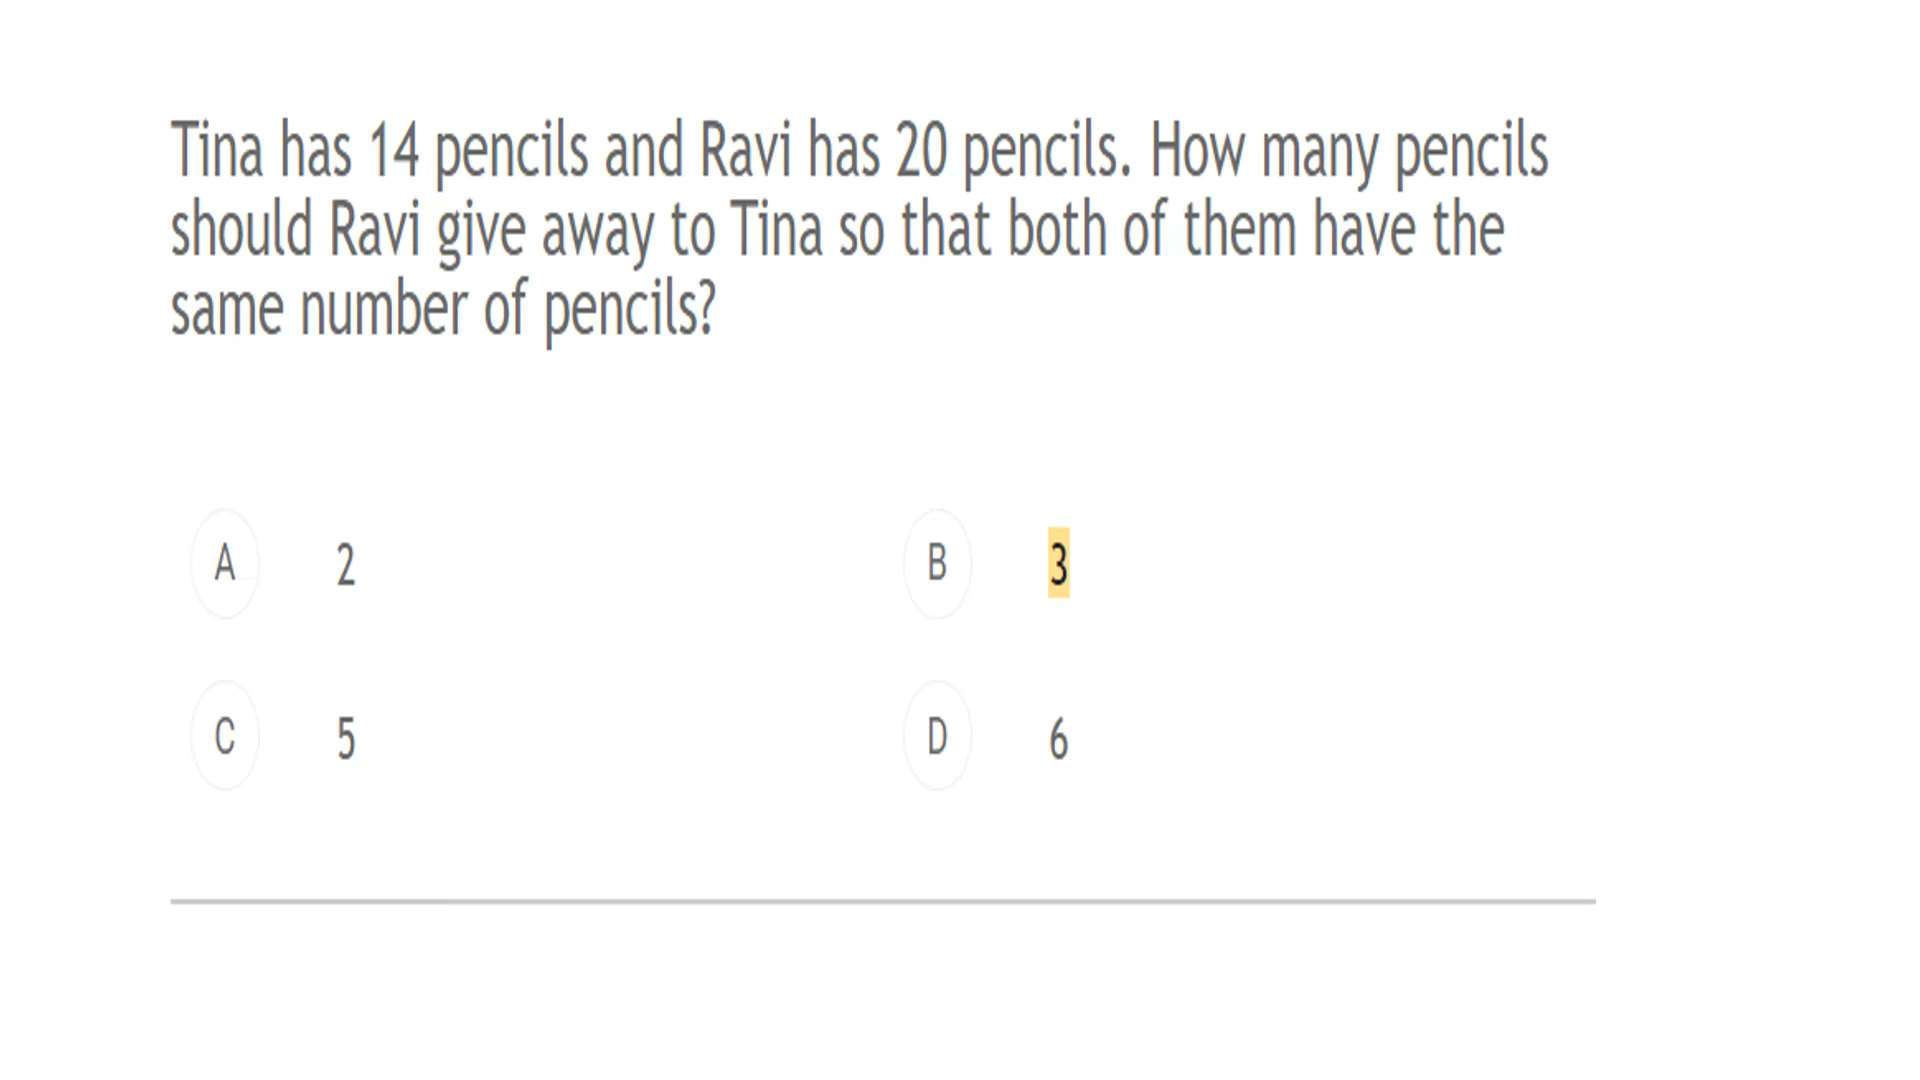 Tina has 14 pencils and Ravi has 20 pencils. How many pencils
should Ravi give away to Tina so that both of them have the
same number of pencils?
A 2
B 3
C 5
D 6